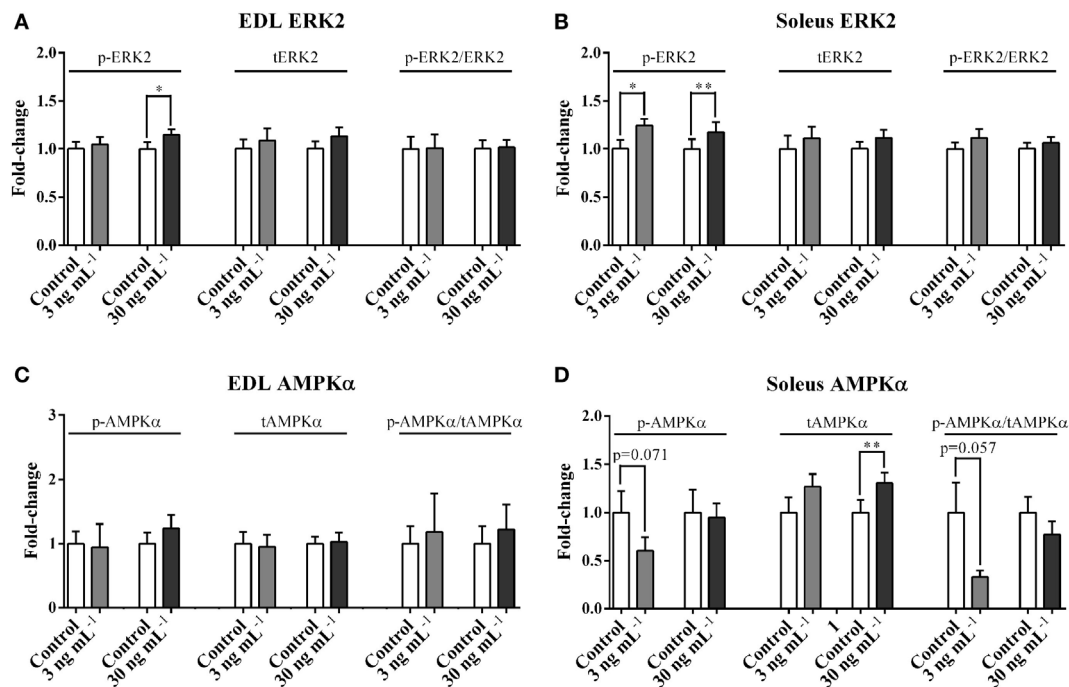 A
EDL ERK2
p-ERK2
tERK2
p-ERK2/ERK2
Fold-change
2.0
1.5
1.0
0.5
0.0
*
Control
3 ng mL-1
Control
30 ng mL-1
Control
3 ng mL-1
Control
30 ng mL-1
Control
3 ng mL-1
Control
30 ng mL-1
B
Soleus ERK2
p-ERK2
tERK2
p-ERK2/ERK2
Fold-change
2.0
1.5
1.0
0.5
0.0
*
**
Control
3 ng mL-1
Control
30 ng mL-1
Control
3 ng mL-1
Control
30 ng mL-1
Control
3 ng mL-1
Control
30 ng mL-1
C
EDL AMPKα
p-AMPKα
tAMPKα
p-AMPKα/tAMPKα
Fold-change
3
2
1
0
Control
3 ng mL-1
Control
30 ng mL-1
Control
3 ng mL-1
Control
30 ng mL-1
Control
3 ng mL-1
Control
30 ng mL-1
D
Soleus AMPKα
p-AMPKα
tAMPKα
p-AMPKα/tAMPKα
Fold-change
2.0
1.5
1.0
0.5
0.0
p=0.071
**
p=0.057
Control
3 ng mL-1
Control
30 ng mL-1
Control
3 ng mL-1
1
Control
30 ng mL-1
Control
3 ng mL-1
Control
30 ng mL-1